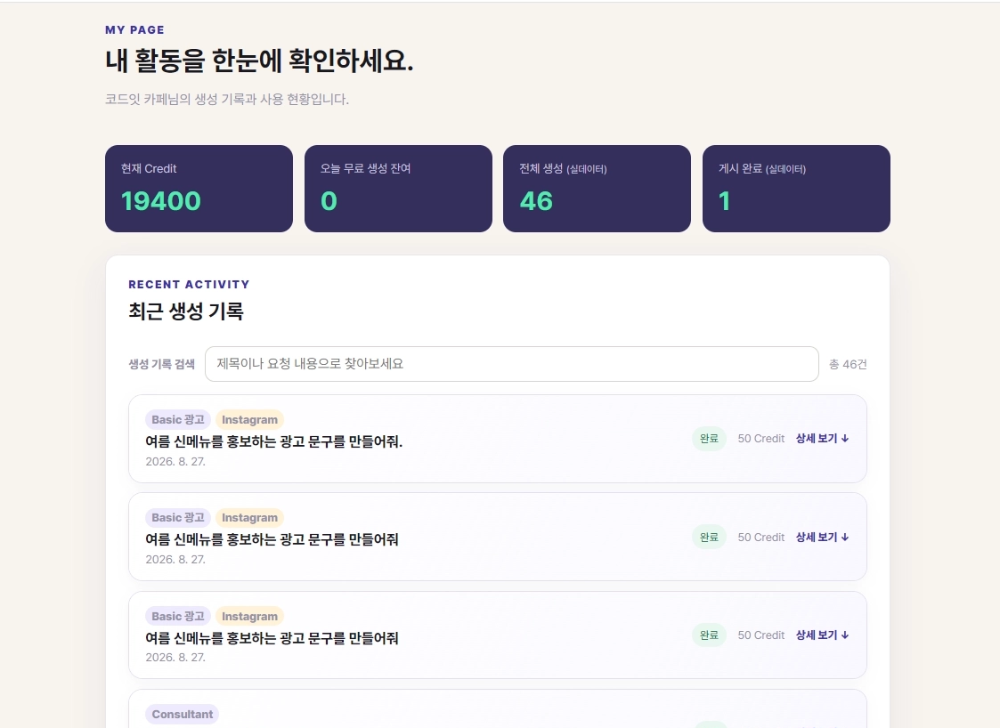 MY PAGE
내 활동을 한눈에 확인하세요.
코드잇 카페님의 생성 기록과 사용 현황입니다.
현재 Credit
19400
오늘 무료 생성 잔여
0
전체 생성 (실데이터)
46
게시 완료 (실데이터)
1
RECENT ACTIVITY
최근 생성 기록
생성 기록 검색
제목이나 요청 내용으로 찾아보세요
총 46건
Basic 광고 Instagram
여름 신메뉴를 홍보하는 광고 문구를 만들어줘.
2026. 8. 27.
완료 50 Credit 상세 보기 ↓
Basic 광고 Instagram
여름 신메뉴를 홍보하는 광고 문구를 만들어줘
2026. 8. 27.
완료 50 Credit 상세 보기 ↓
Basic 광고 Instagram
여름 신메뉴를 홍보하는 광고 문구를 만들어줘
2026. 8. 27.
완료 50 Credit 상세 보기 ↓
Consultant